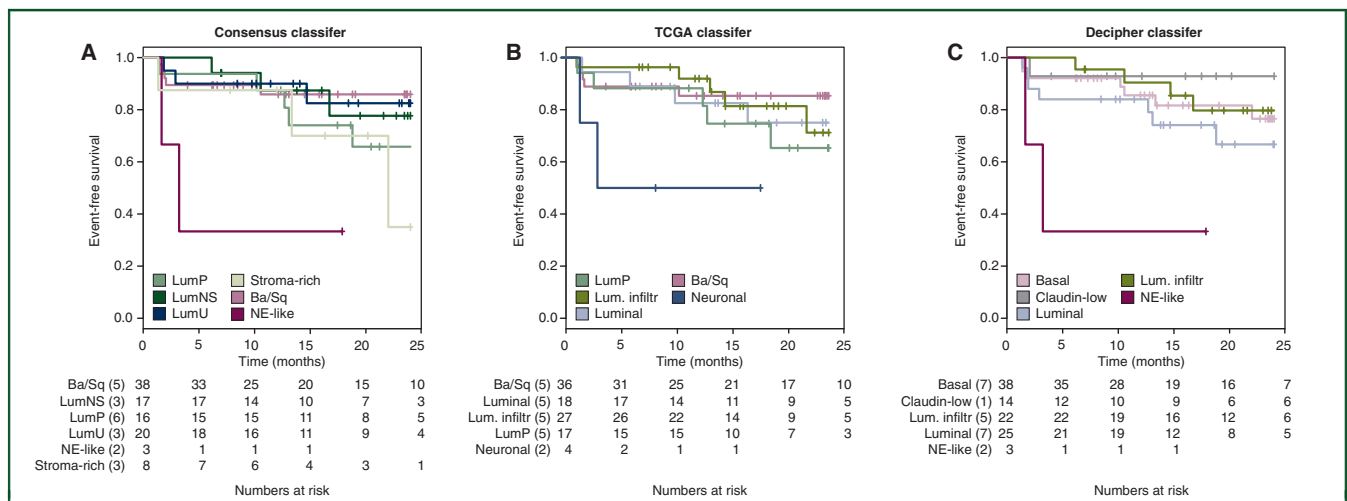 A
Consensus classifer
Event-free survival
1.0
0.8
0.6
0.4
0.2
0.0
LumP
Stroma-rich
LumNS
Ba/Sq
LumU
NE-like
0 5 10 15 20 25
Time (months)
Ba/Sq (5) 38 33 25 20 15 10
LumNS (3) 17 17 14 10 7 3
LumP (6) 16 15 15 11 8 5
LumU (3) 20 18 16 11 9 4
NE-like (2) 3 1 1 1
Stroma-rich (3) 8 7 6 4 3 1
Numbers at risk
B
TCGA classifer
Event-free survival
1.0
0.8
0.6
0.4
0.2
0.0
LumP
Ba/Sq
Lum. infiltr
Neuronal
Luminal
0 5 10 15 20 25
Time (months)
Ba/Sq (5) 36 31 25 21 17 10
Luminal (5) 18 17 14 11 9 5
Lum. infiltr (5) 27 26 22 14 9 5
LumP (5) 17 15 15 10 7 3
Neuronal (2) 4 2 1 1
Numbers at risk
C
Decipher classifer
Event-free survival
1.0
0.8
0.6
0.4
0.2
0.0
Basal
Lum. infiltr
Claudin-low
NE-like
Luminal
0 5 10 15 20 25
Time (months)
Basal (7) 38 35 28 19 16 7
Claudin-low (1) 14 12 10 9 6 6
Lum. infiltr (5) 22 22 19 16 12 6
Luminal (7) 25 21 19 12 8 5
NE-like (2) 3 1 1 1
Numbers at risk